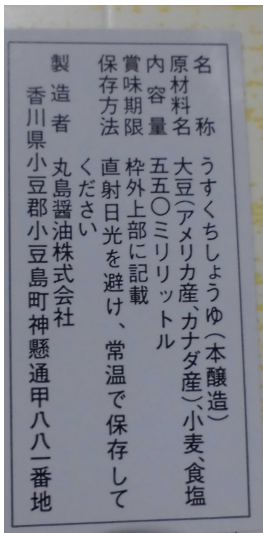 名称 うすくちしょうゆ(本醸造)
原材料名 大豆(アメリカ産、カナダ産)、小麦、食塩
内容量 五五〇ミリリットル
賞味期限 枠外上部に記載
保存方法 直射日光を避け、常温で保存して
ください
製造者 丸島醤油株式会社
香川県小豆郡小豆島町神懸通甲八八一番地